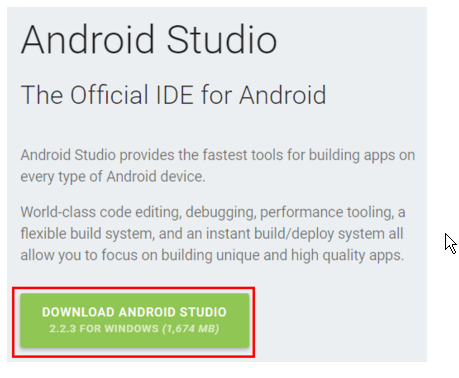 Android Studio
The Official IDE for Android
Android Studio provides the fastest tools for building apps on
every type of Android device.
World-class code editing, debugging, performance tooling, a
flexible build system, and an instant build/deploy system all
allow you to focus on building unique and high quality apps.
DOWNLOAD ANDROID STUDIO
2.2.3 FOR WINDOWS (1,674 MB)